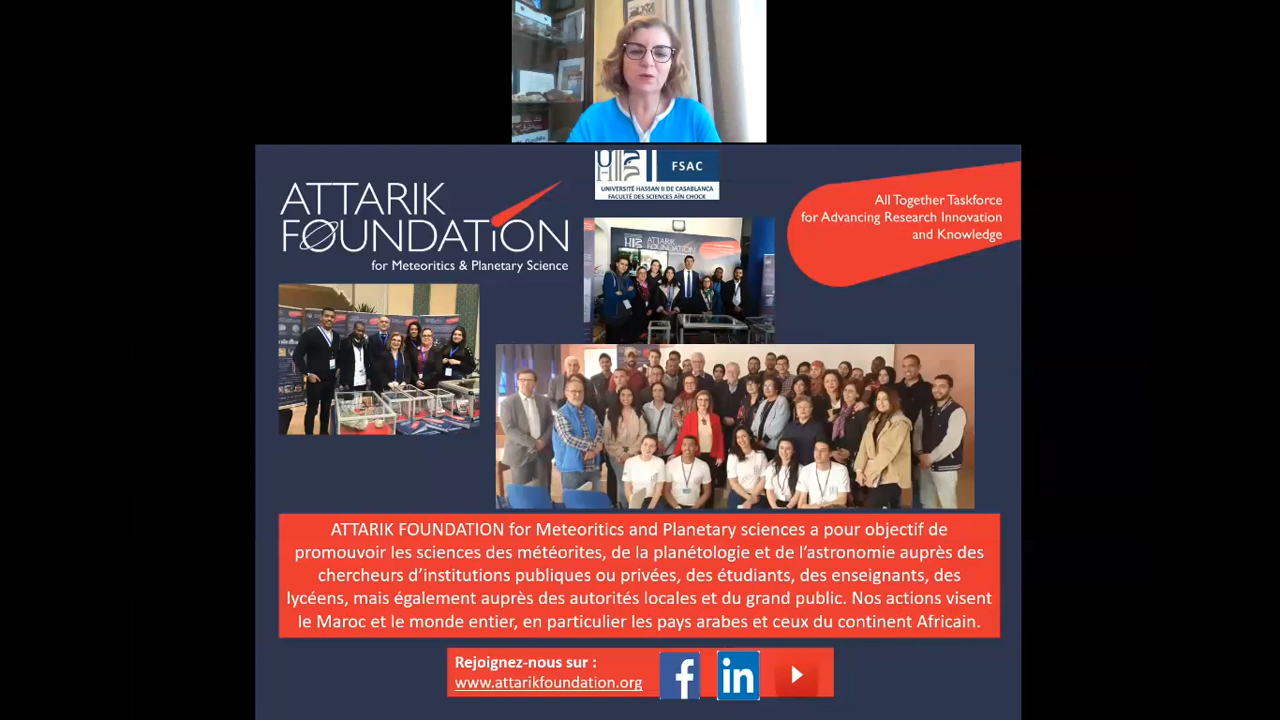 FSAC
UNIVERSITÉ HASSAN II DE CASABLANCA
FACULTÉ DES SCIENCES AÏN CHOCK
ATTARIK
FOUNDATION
for Meteoritics & Planetary Science
All Together Taskforce
for Advancing Research Innovation
and Knowledge
ATTARIK
FOUNDATION
ATTARIK FOUNDATION for Meteoritics and Planetary sciences a pour objectif de
promouvoir les sciences des météorites, de la planétologie et de l’astronomie auprès des
chercheurs d’institutions publiques ou privées, des étudiants, des enseignants, des
lycéens, mais également auprès des autorités locales et du grand public. Nos actions visent
le Maroc et le monde entier, en particulier les pays arabes et ceux du continent Africain.
Rejoignez-nous sur :
www.attarikfoundation.org
f
in